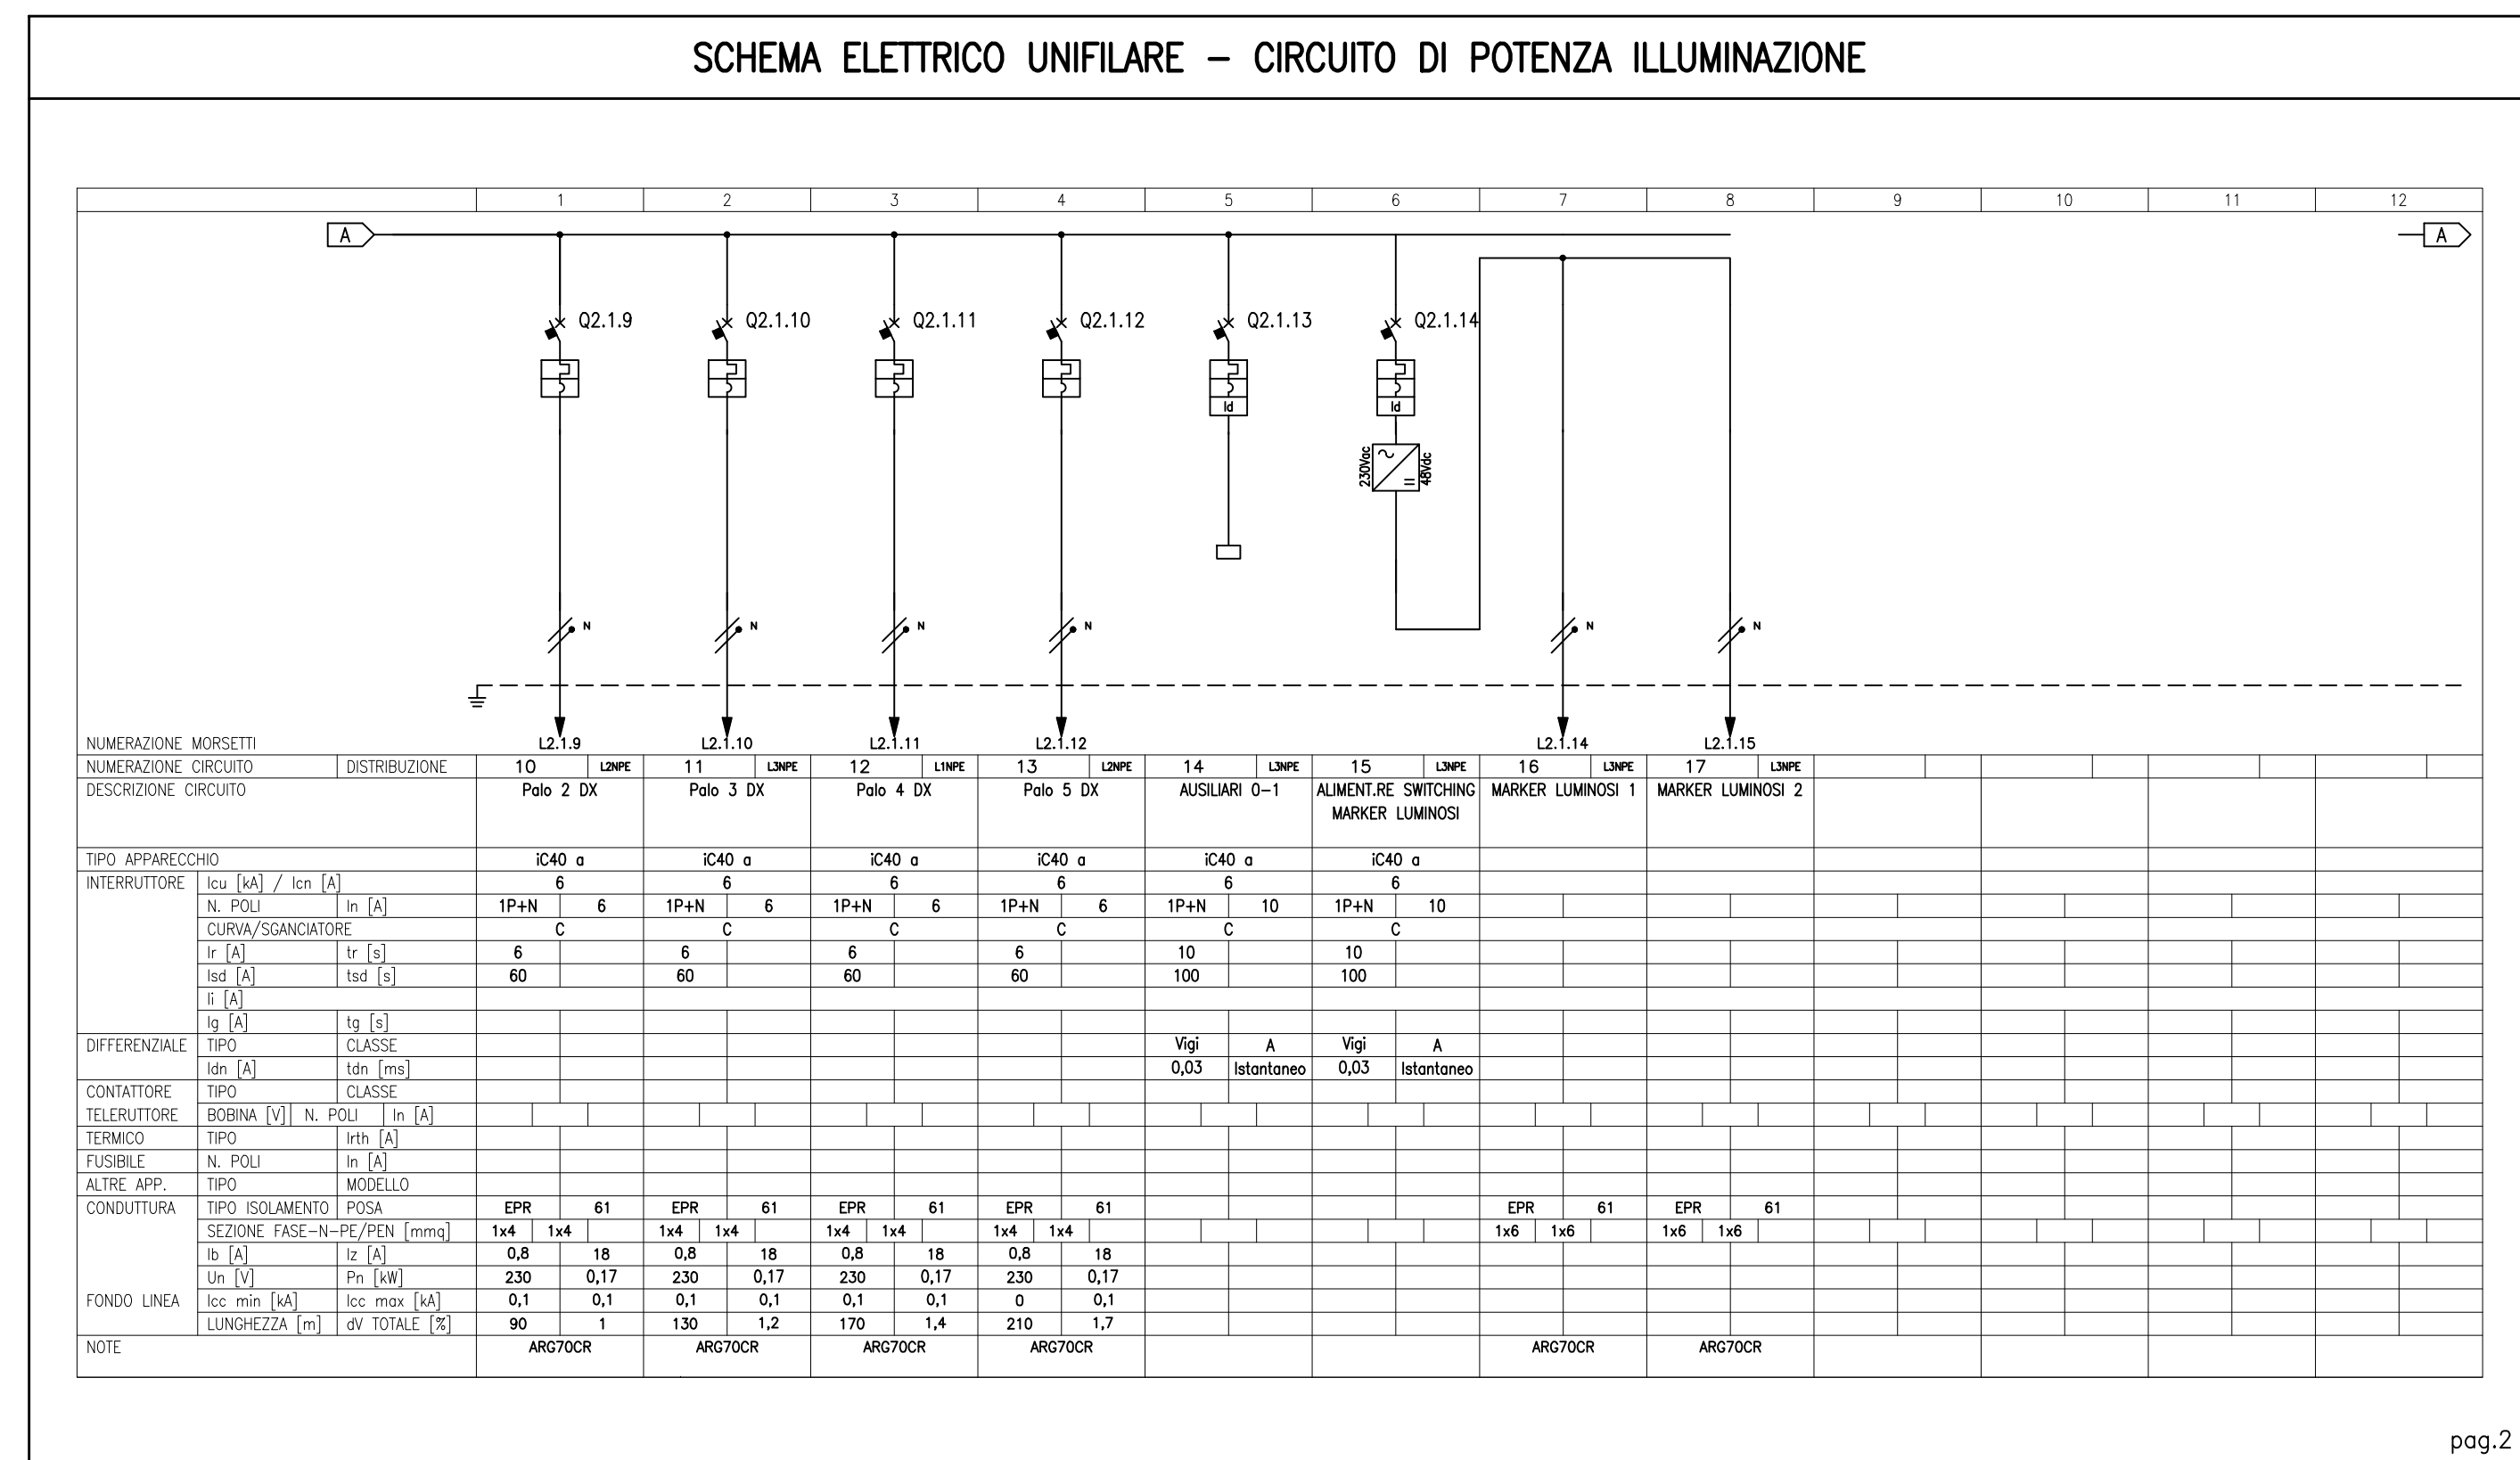 SCHEMA ELETTRICO UNIFILARE – CIRCUITO DI POTENZA ILLUMINAZIONE
1 2 3 4 5 6 7 8 9 10 11 12
A A
Q2.1.9 Q2.1.10 Q2.1.11 Q2.1.12 Q2.1.13 Q2.1.14
Id Id
230Vac 48Vdc
N N N N N N
NUMERAZIONE MORSETTI L2.1.9 L2.1.10 L2.1.11 L2.1.12 L2.1.14 L2.1.15
NUMERAZIONE CIRCUITO DISTRIBUZIONE 10 L2NPE 11 L3NPE 12 L1NPE 13 L2NPE 14 L3NPE 15 L3NPE 16 L3NPE 17 L3NPE
DESCRIZIONE CIRCUITO Palo 2 DX Palo 3 DX Palo 4 DX Palo 5 DX AUSILIARI 0-1 ALIMENT.RE SWITCHING MARKER LUMINOSI 1 MARKER LUMINOSI 2
MARKER LUMINOSI
TIPO APPARECCHIO iC40 a iC40 a iC40 a iC40 a iC40 a iC40 a
INTERRUTTORE Icu [kA] / Icn [A] 6 6 6 6 6 6
N. POLI In [A] 1P+N 6 1P+N 6 1P+N 6 1P+N 6 1P+N 10 1P+N 10
CURVA/SGANCIATORE C C C C C C
Ir [A] tr [s] 6 6 6 6 10 10
Isd [A] tsd [s] 60 60 60 60 100 100
Ii [A]
Ig [A] tg [s]
DIFFERENZIALE TIPO CLASSE Vigi A Vigi A
Idn [A] tdn [ms] 0,03 Istantaneo 0,03 Istantaneo
CONTATTORE TIPO CLASSE
TELERUTTORE BOBINA [V] N. POLI In [A]
TERMICO TIPO Irth [A]
FUSIBILE N. POLI In [A]
ALTRE APP. TIPO MODELLO
CONDUTTURA TIPO ISOLAMENTO POSA EPR 61 EPR 61 EPR 61 EPR 61 EPR 61 EPR 61
SEZIONE FASE-N-PE/PEN [mmq] 1x4 1x4 1x4 1x4 1x4 1x4 1x4 1x4 1x6 1x6 1x6 1x6
Ib [A] Iz [A] 0,8 18 0,8 18 0,8 18 0,8 18
Un [V] Pn [kW] 230 0,17 230 0,17 230 0,17 230 0,17
FONDO LINEA Icc min [kA] Icc max [kA] 0,1 0,1 0,1 0,1 0,1 0,1 0 0,1
LUNGHEZZA [m] dV TOTALE [%] 90 1 130 1,2 170 1,4 210 1,7
NOTE ARG7OCR ARG7OCR ARG7OCR ARG7OCR ARG7OCR ARG7OCR
pag.2